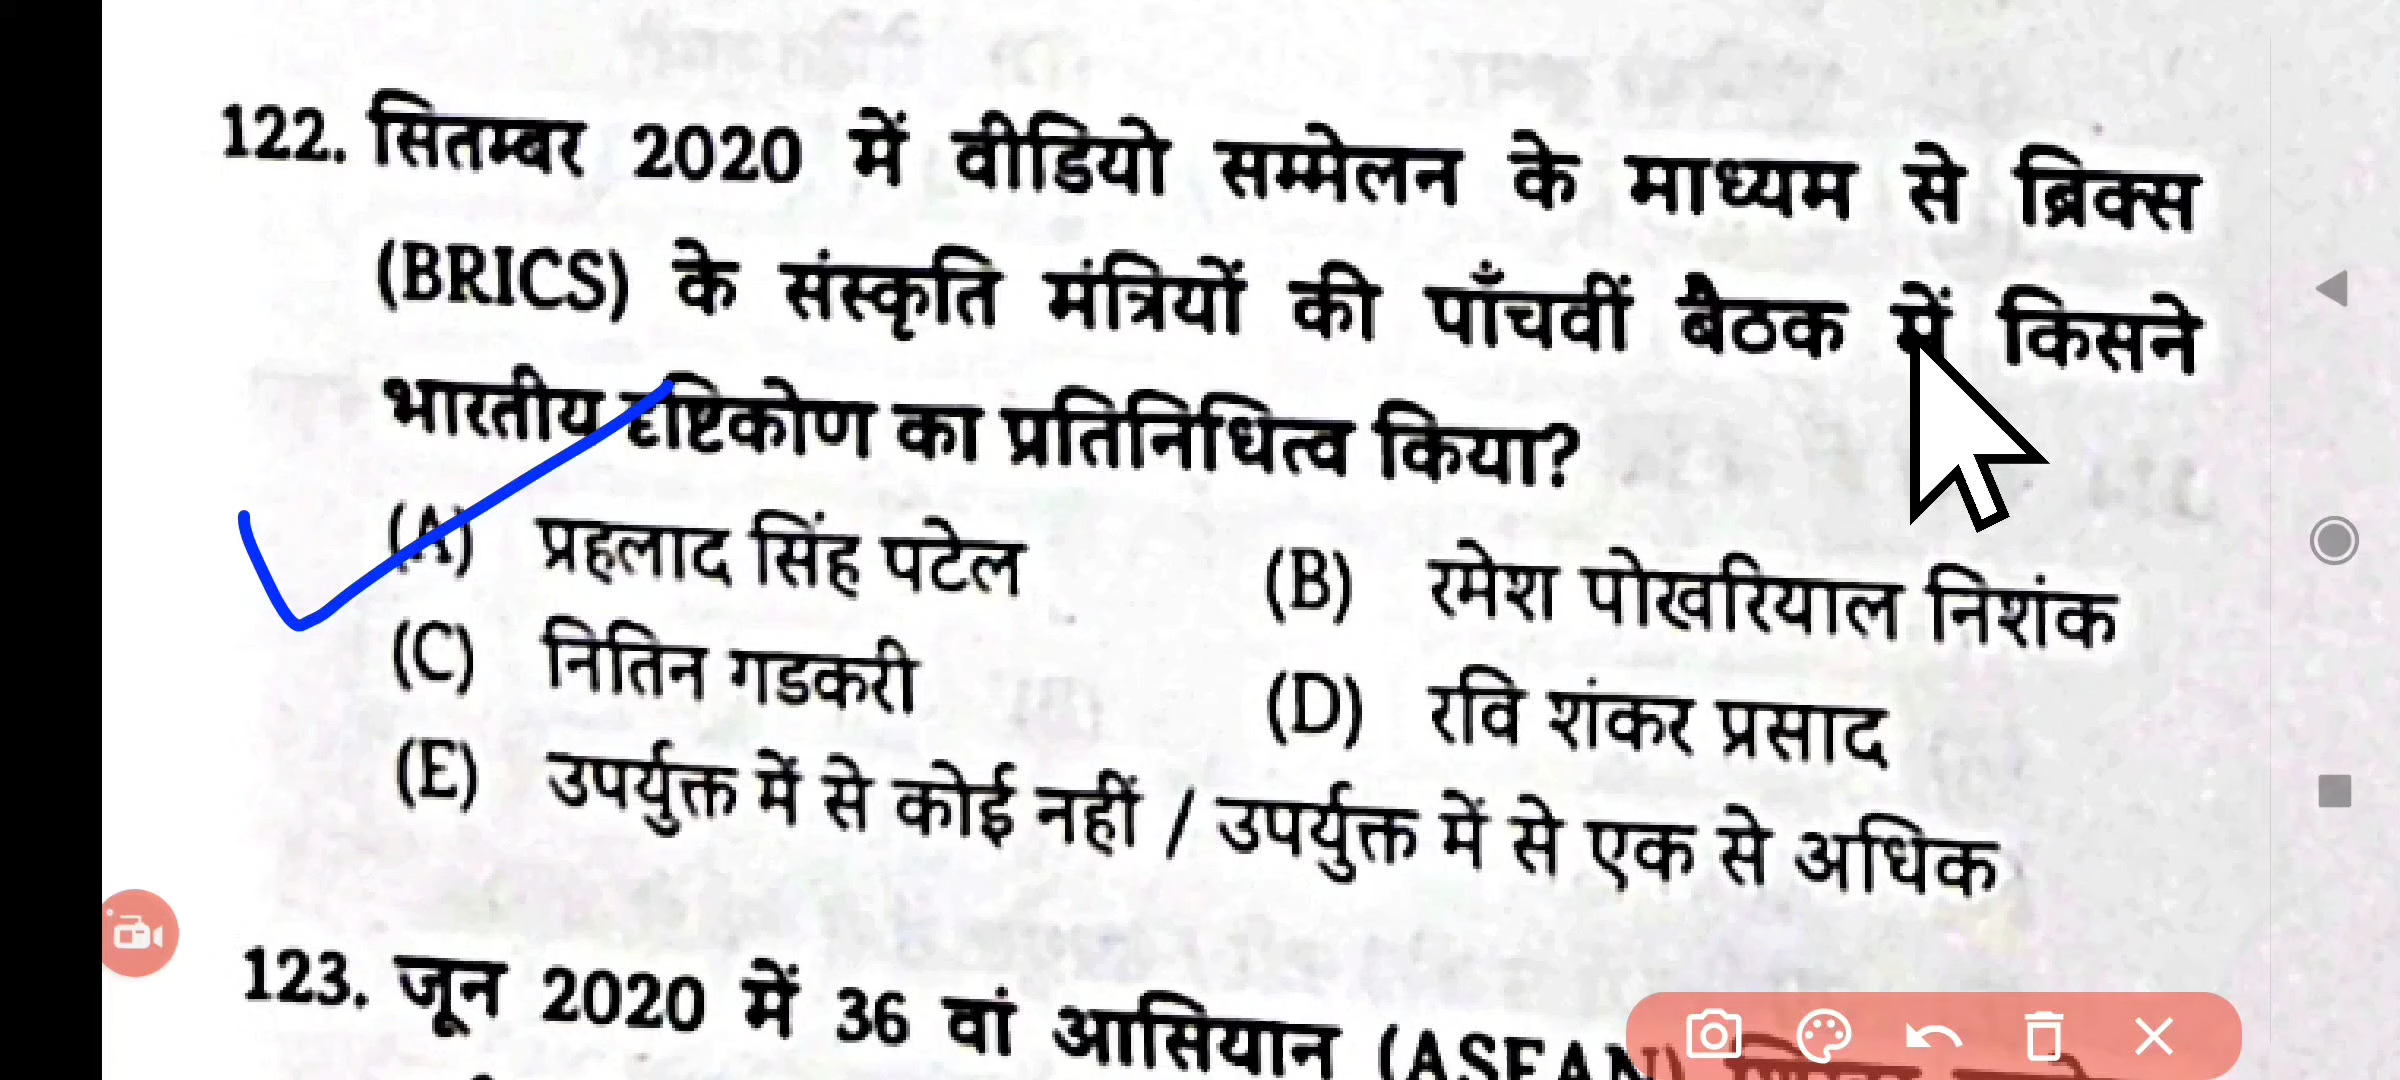 122. सितम्बर 2020 में वीडियो सम्मेलन के माध्यम से ब्रिक्स
(BRICS) के संस्कृति मंत्रियों की पाँचवीं बैठक में किसने
भारतीय दृष्टिकोण का प्रतिनिधित्व किया?
(A) प्रहलाद सिंह पटेल (B) रमेश पोखरियाल निशंक
(C) नितिन गडकरी (D) रवि शंकर प्रसाद
(E) उपर्युक्त में से कोई नहीं / उपर्युक्त में से एक से अधिक
123. जून 2020 में 36 वां आसियान (ASEAN)